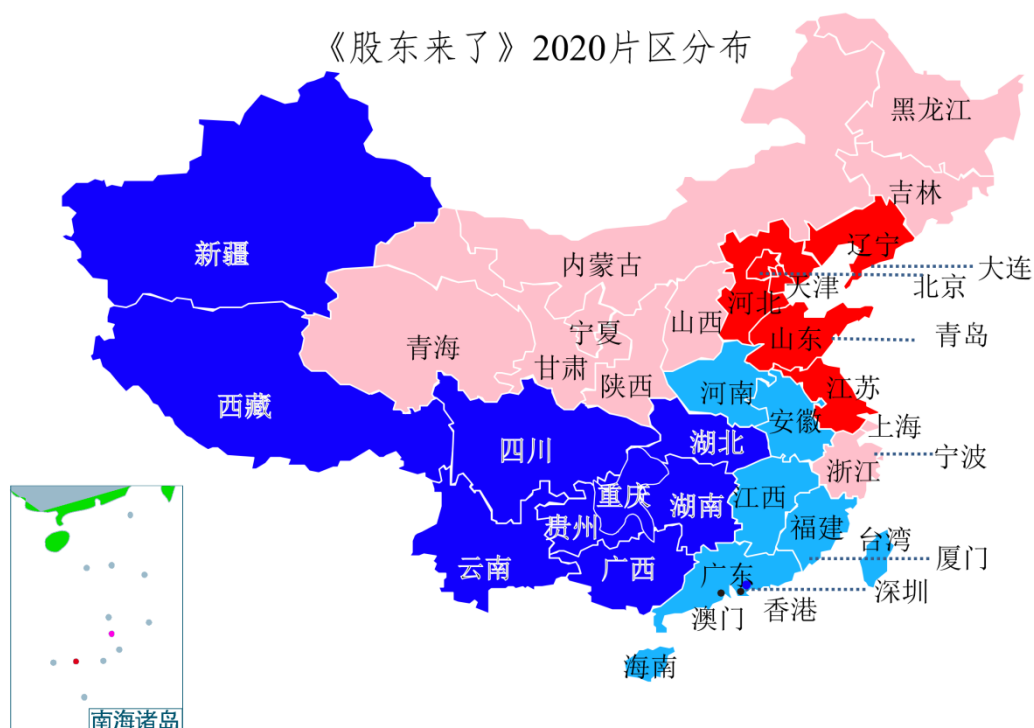 《股东来了》2020片区分布
黑龙江
吉林
辽宁
新疆
内蒙古
大连
北京
天津
河北
宁夏
山西
山东
青岛
青海
甘肃
陕西
河南
江苏
西藏
安徽
上海
四川
湖北
宁波
浙江
重庆
湖南
江西
贵州
福建
台湾
厦门
云南
广西
广东
深圳
香港
澳门
海南
南海诸岛